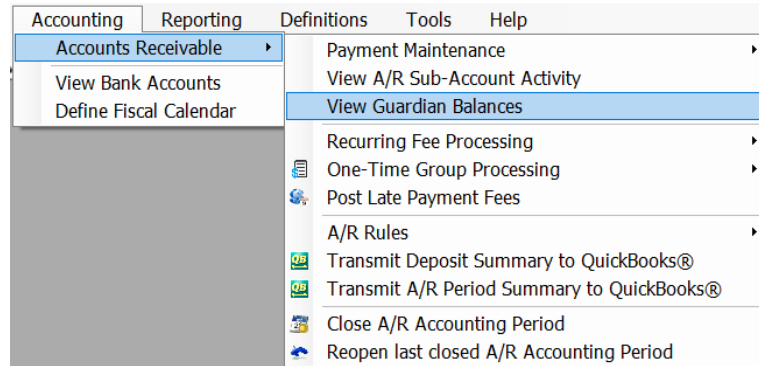 Accounting Reporting Definitions Tools Help
Accounts Receivable
View Bank Accounts
Define Fiscal Calendar
Payment Maintenance
View A/R Sub-Account Activity
View Guardian Balances
Recurring Fee Processing
One-Time Group Processing
Post Late Payment Fees
A/R Rules
Transmit Deposit Summary to QuickBooks®
Transmit A/R Period Summary to QuickBooks®
Close A/R Accounting Period
Reopen last closed A/R Accounting Period